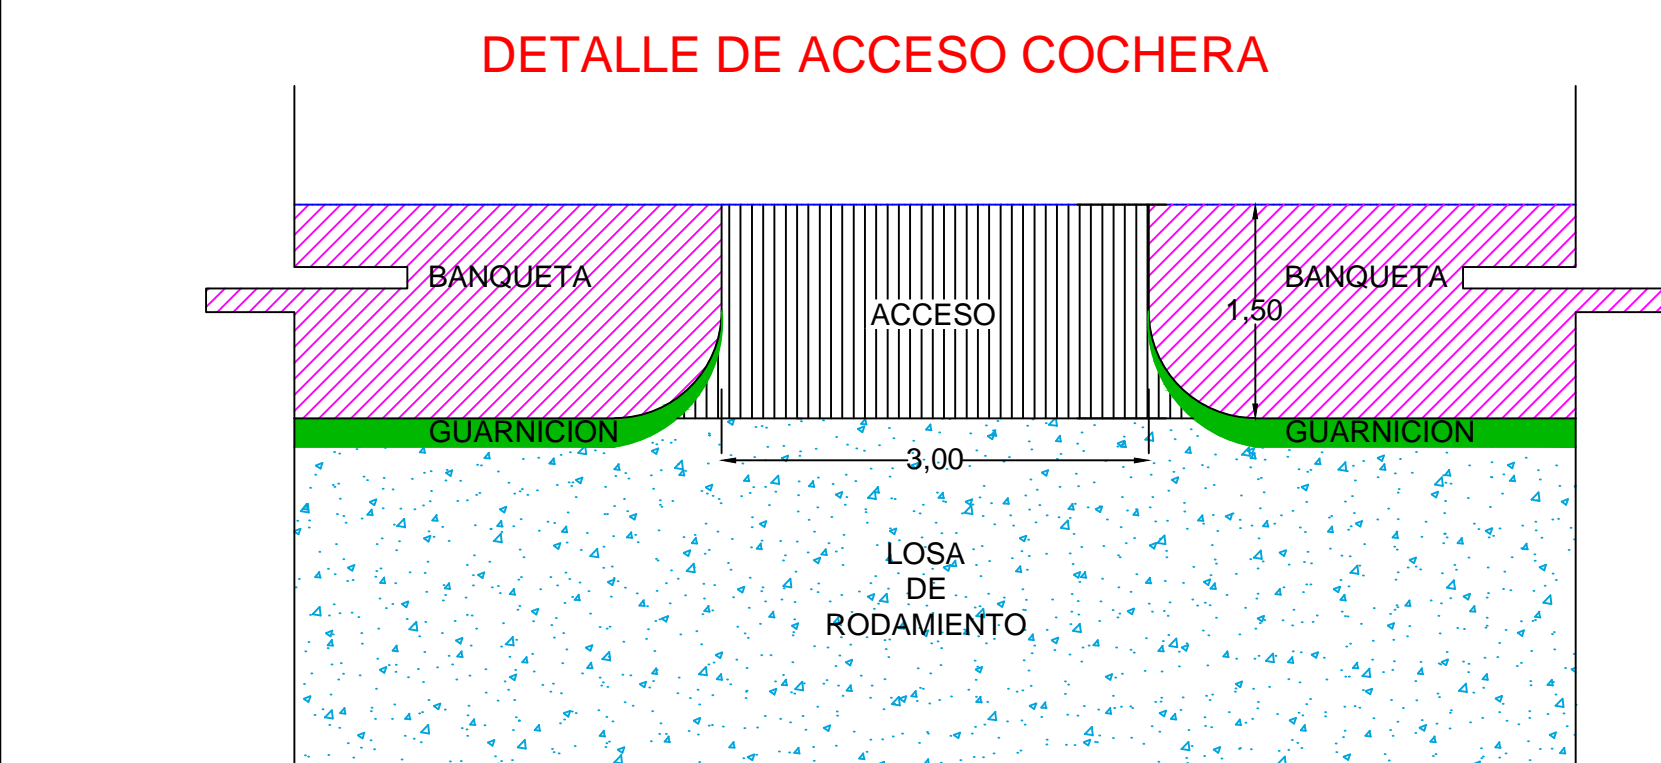 DETALLE DE ACCESO COCHERA
BANQUETA
BANQUETA
ACCESO
1,50
GUARNICION
GUARNICION
3,00
LOSA
DE
RODAMIENTO